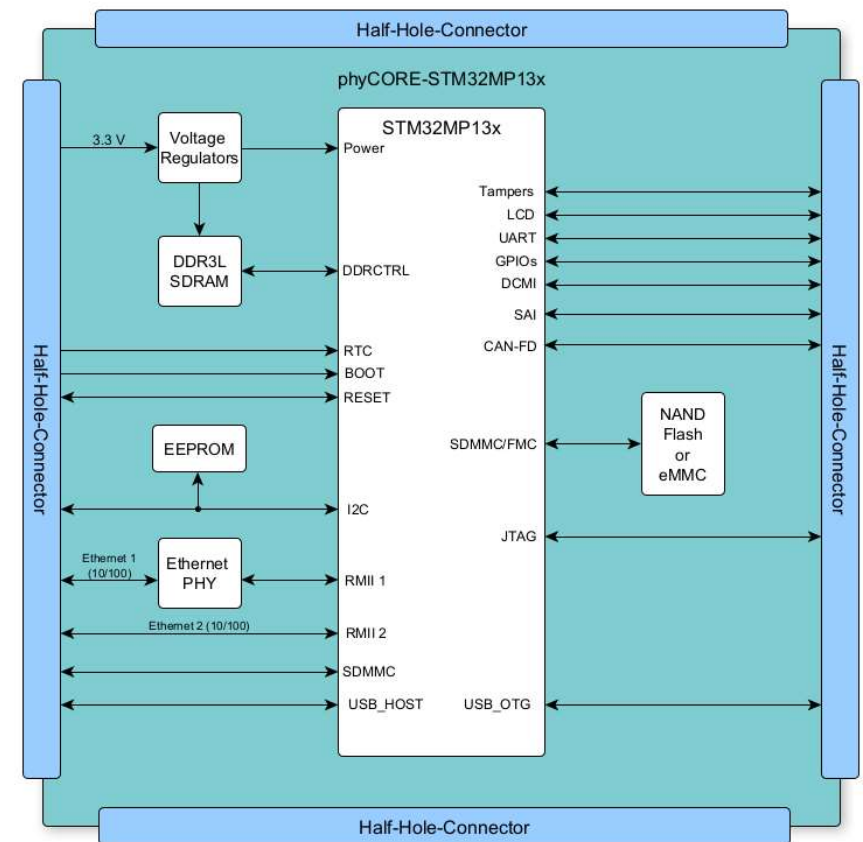 Half-Hole-Connector
phyCORE-STM32MP13x
STM32MP13x
3.3 V
Voltage
Regulators
Power
Tampers
LCD
UART
GPIOs
DCMI
SAI
CAN-FD
DDR3L
SDRAM
DDRCTRL
RTC
BOOT
RESET
Half-Hole-Connector
Half-Hole-Connector
NAND
Flash
or
eMMC
SDMMC/FMC
EEPROM
I2C
JTAG
Ethernet 1
(10/100)
Ethernet
PHY
RMII 1
Ethernet 2 (10/100)
RMII 2
SDMMC
USB_HOST
USB_OTG
Half-Hole-Connector